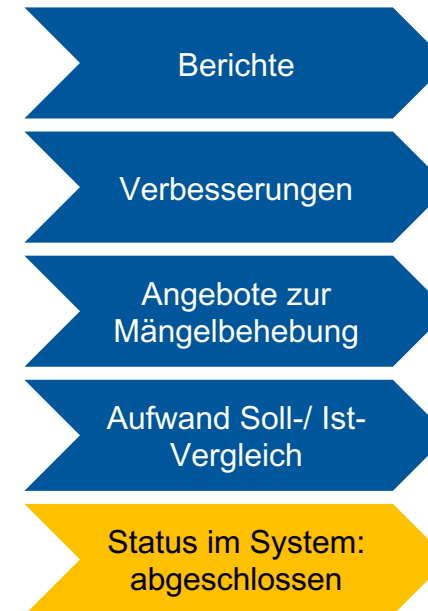 Berichte
Verbesserungen
Angebote zur
Mängelbehebung
Aufwand Soll-/ Ist-
Vergleich
Status im System:
abgeschlossen